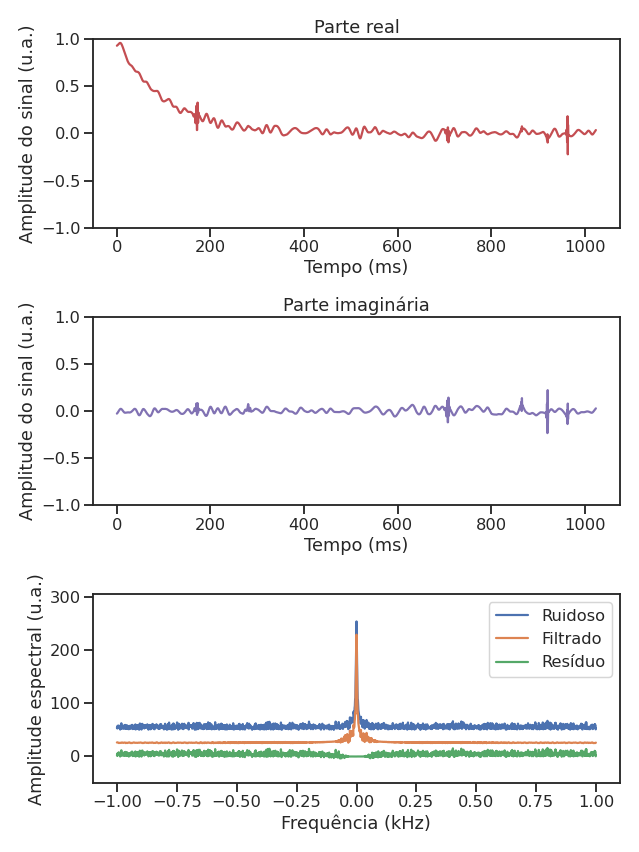 Parte real
Amplitude do sinal (u.a.)
1.0
0.5
0.0
−0.5
−1.0
0 200 400 600 800 1000
Tempo (ms)
Parte imaginária
Amplitude do sinal (u.a.)
1.0
0.5
0.0
−0.5
−1.0
0 200 400 600 800 1000
Tempo (ms)
Amplitude espectral (u.a.)
300
200
100
0
Ruidoso
Filtrado
Resíduo
−1.00 −0.75 −0.50 −0.25 0.00 0.25 0.50 0.75 1.00
Frequência (kHz)